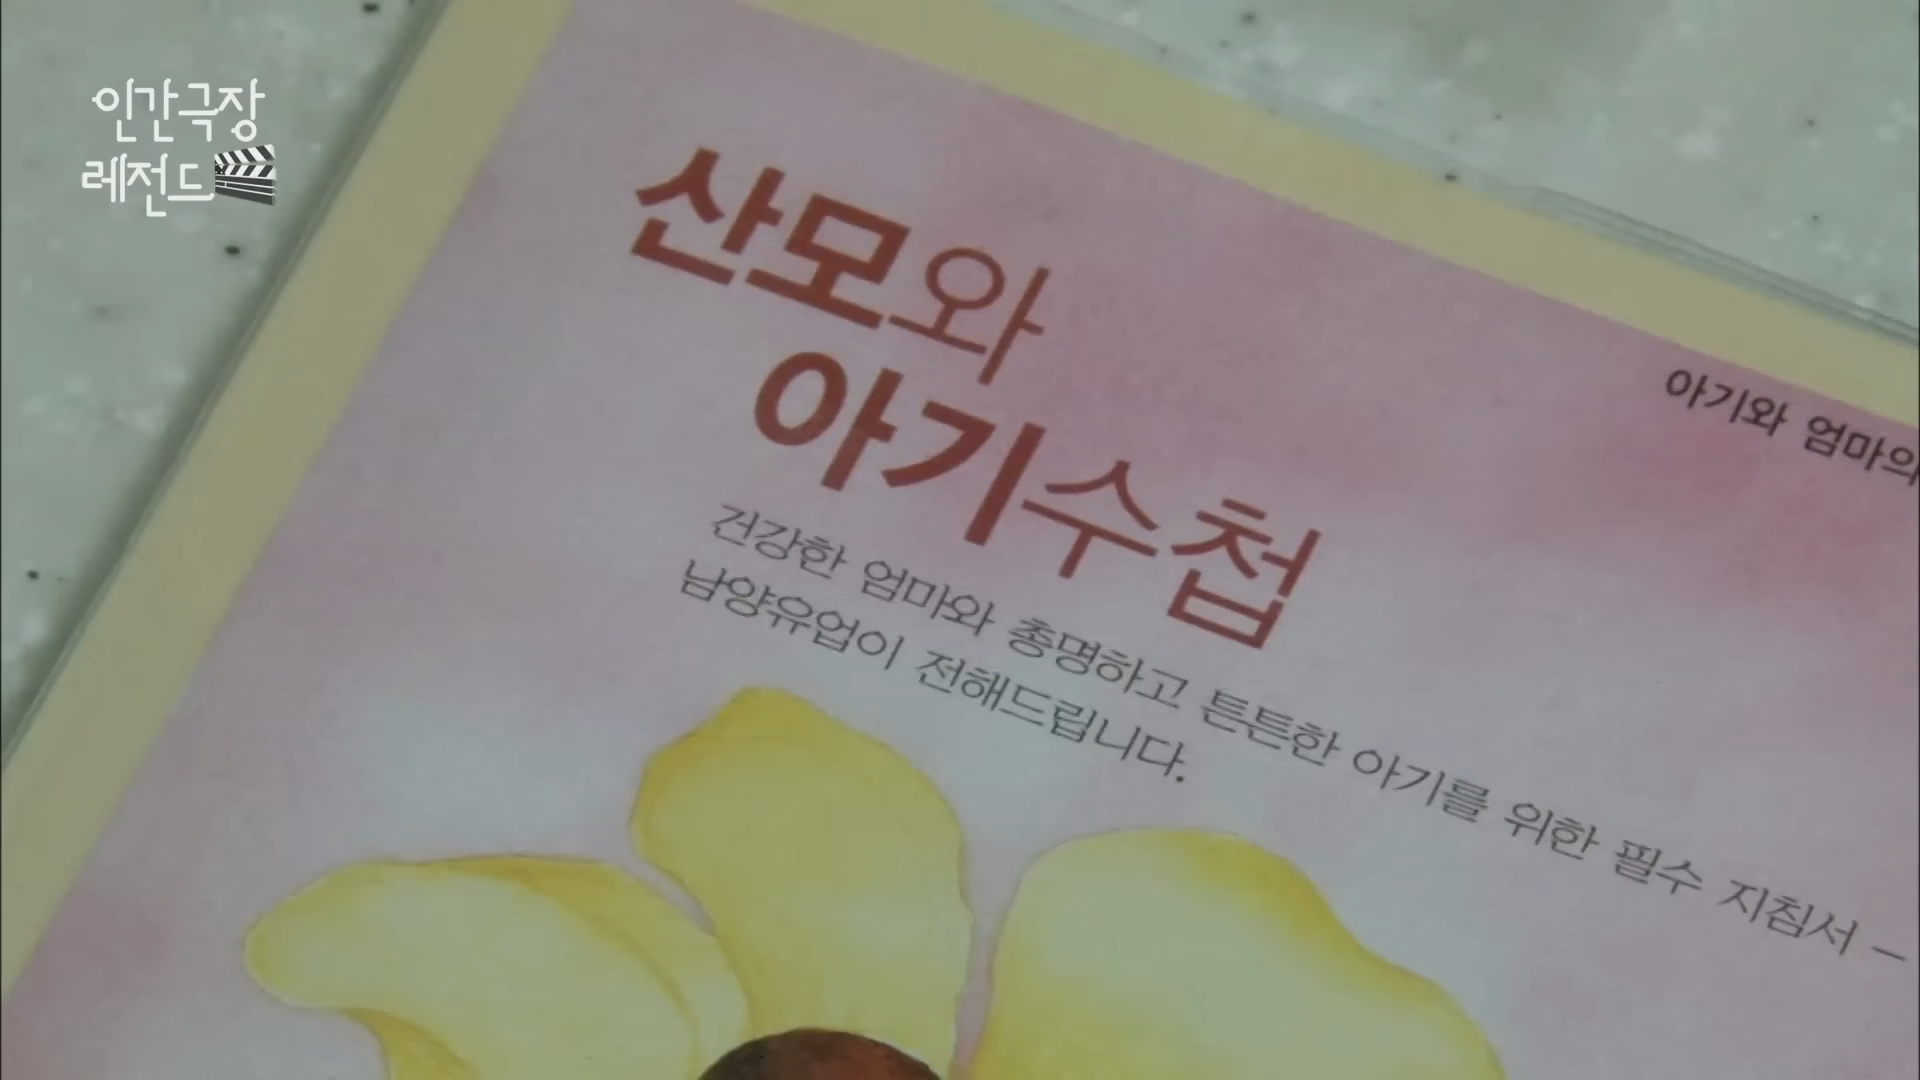 인간극장
레전드
산모와
아기수첩
아기와 엄마의
건강한 엄마와 총명하고 튼튼한 아기를 위한 필수 지침서 –
남양유업이 전해드립니다.